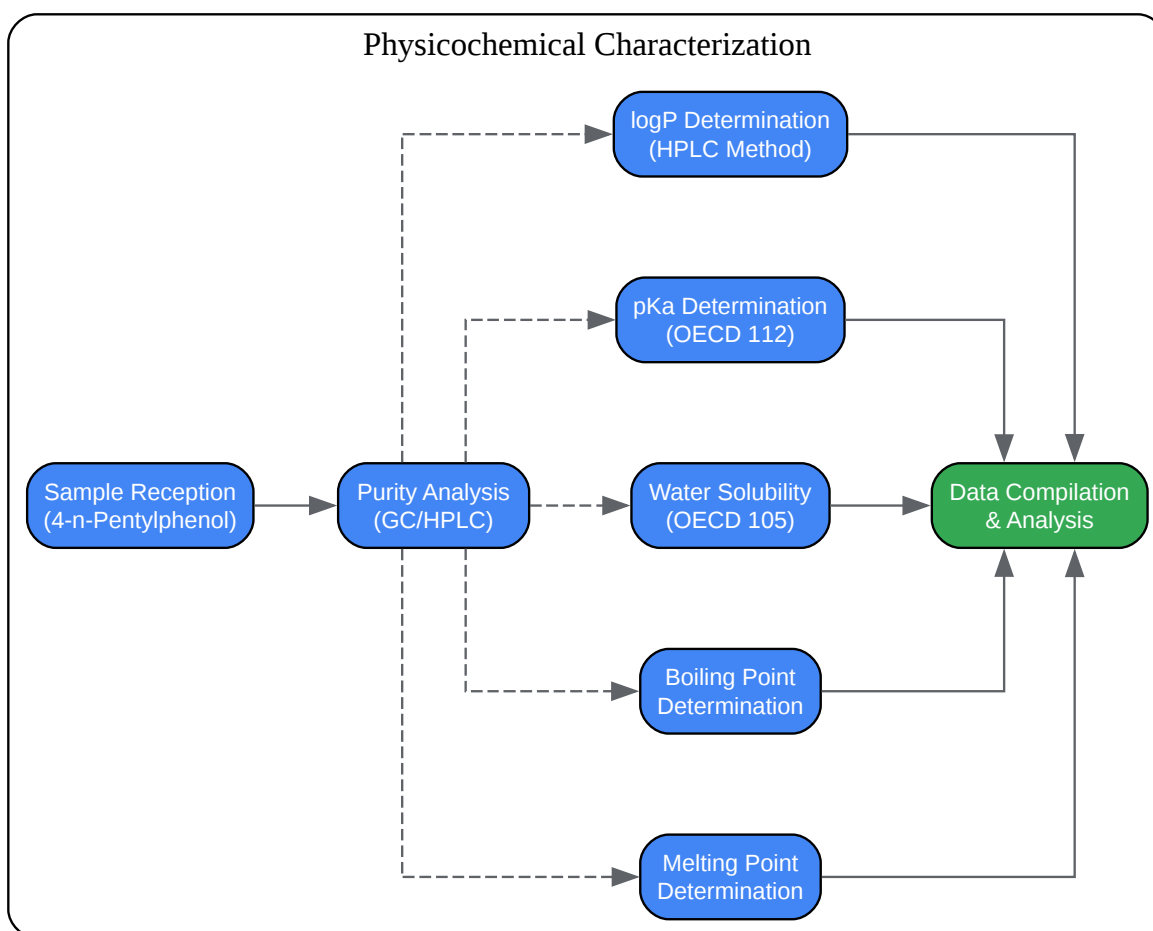 Physicochemical Characterization
logP Determination
(HPLC Method)
pKa Determination
(OECD 112)
Sample Reception
(4-n-Pentylphenol)
Purity Analysis
(GC/HPLC)
Water Solubility
(OECD 105)
Data Compilation
& Analysis
Boiling Point
Determination
Melting Point
Determination